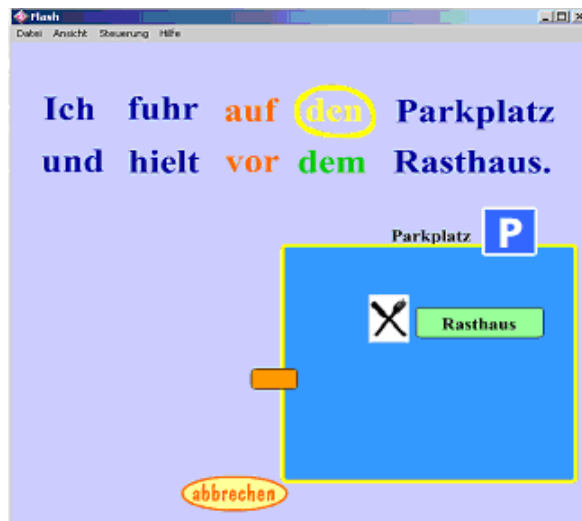 Flash
Datei Ansicht Steuerung Hilfe
Ich fuhr auf den Parkplatz
und hielt vor dem Rasthaus.
Parkplatz P
Rasthaus
abbrechen